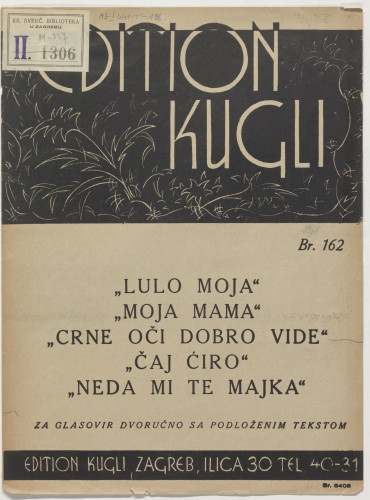 KR. SVEUČ. BIBLIOTEKA
U ZAGREBU
II. 1306
EDITION
KUGLI
Br. 162
„LULO MOJA“
„MOJA MAMA“
„CRNE OČI DOBRO VIDE“
„ČAJ ĆIRO“
„NEDA MI TE MAJKA“
ZA GLASOVIR DVORUČNO SA PODLOŽENIM TEKSTOM
EDITION KUGLI, ZAGREB, ILICA 30 TEL 40-31
Br. 6408